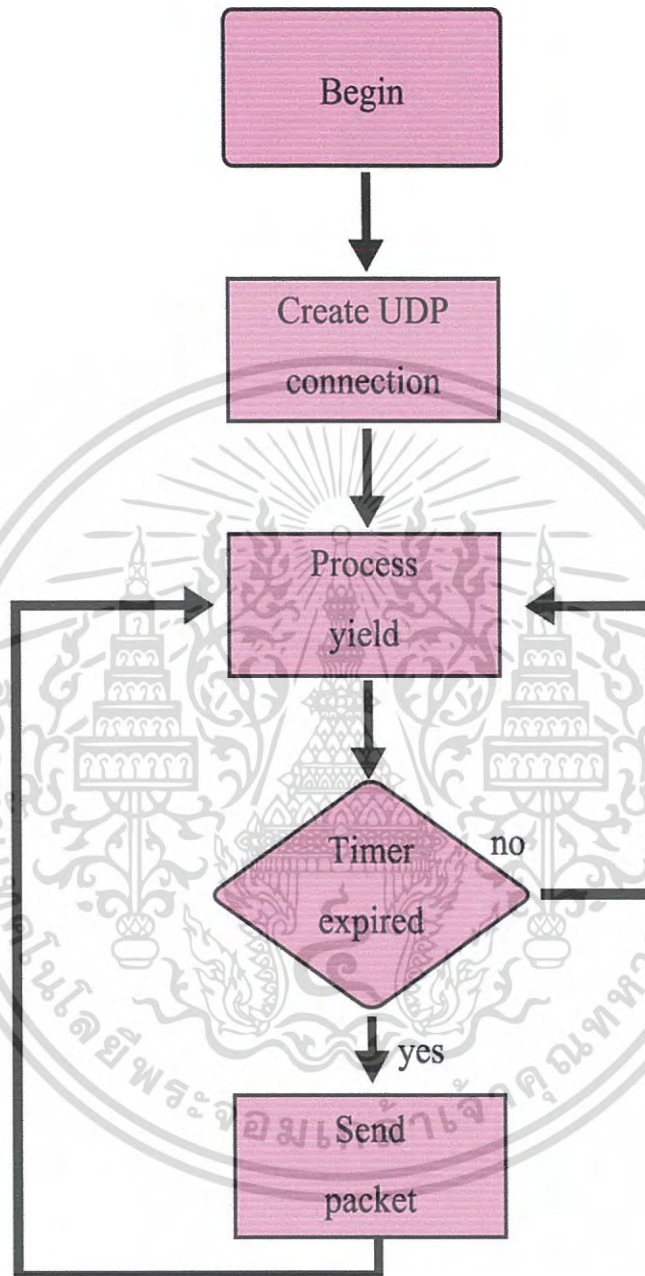 Begin
Create UDP
connection
Process
yield
Timer
expired
no
yes
Send
packet